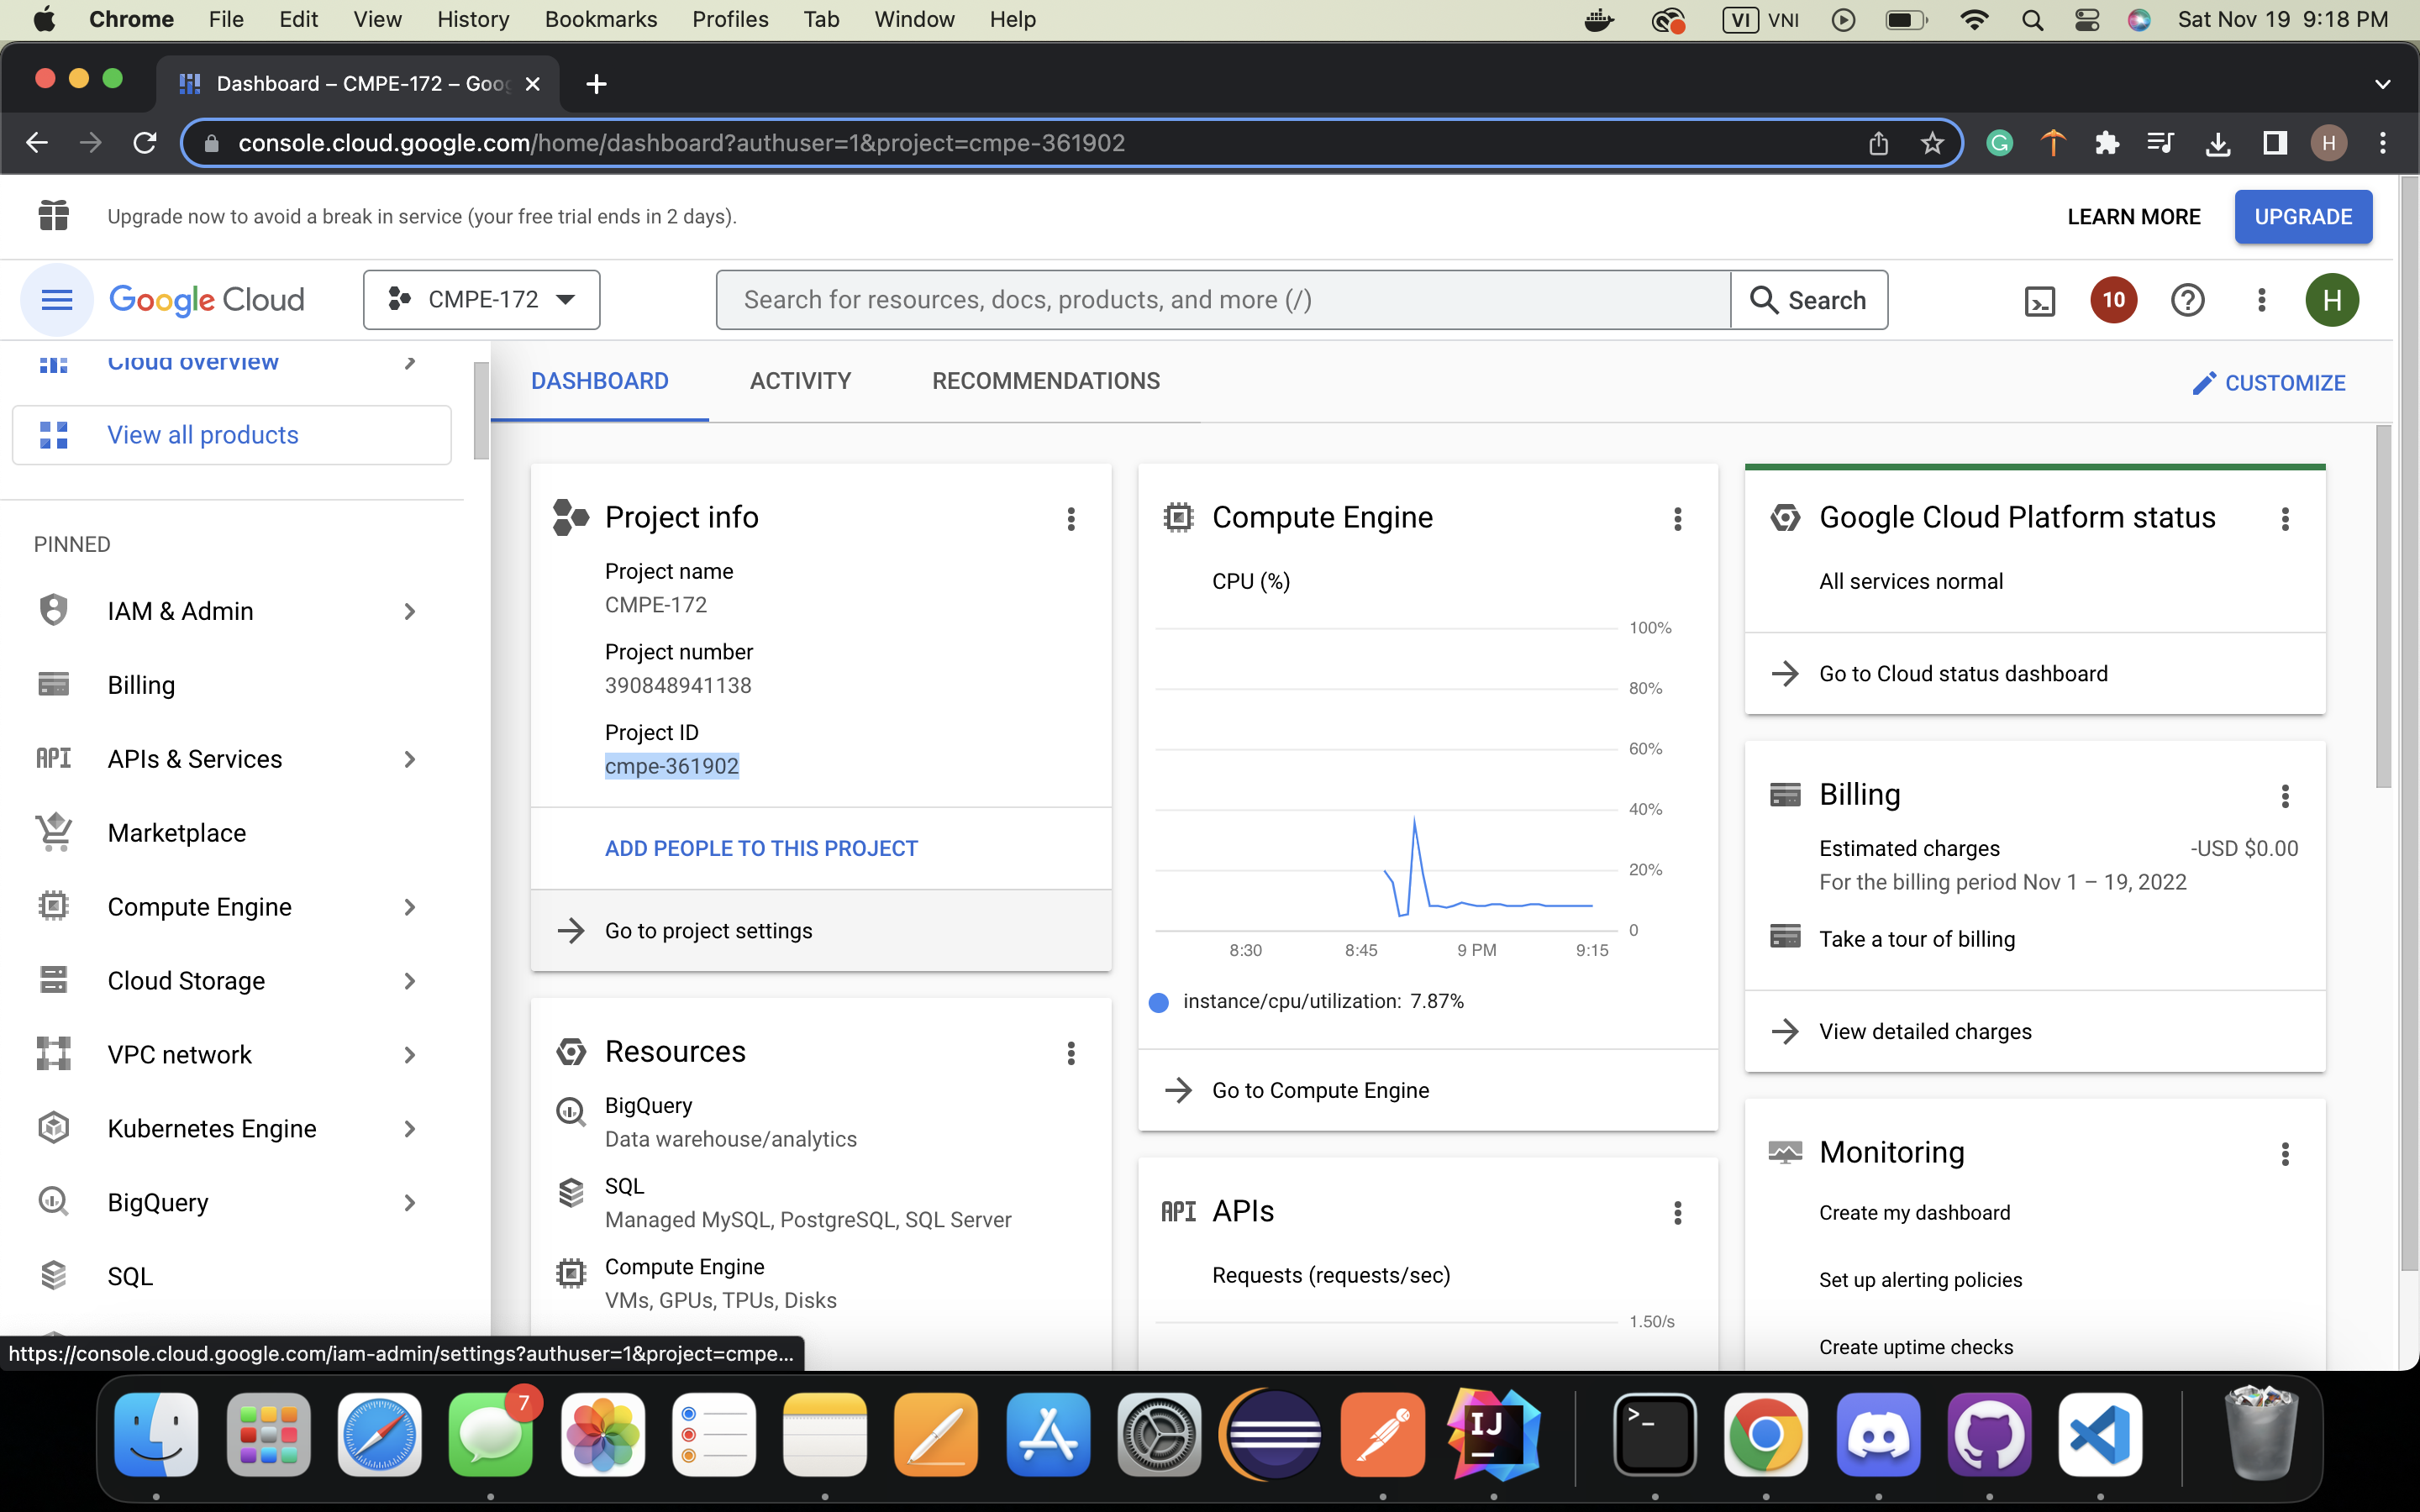 Chrome File Edit View History Bookmarks Profiles Tab Window Help VI VNI Sat Nov 19 9:18 PM
Dashboard – CMPE-172 – Goo
console.cloud.google.com/home/dashboard?authuser=1&project=cmpe-361902 G H
Upgrade now to avoid a break in service (your free trial ends in 2 days). LEARN MORE UPGRADE
Google Cloud CMPE-172 Search for resources, docs, products, and more (/) Search 10 H
Cloud overview
View all products
PINNED
IAM & Admin
Billing
API APIs & Services
Marketplace
Compute Engine
Cloud Storage
VPC network
Kubernetes Engine
BigQuery
SQL
https://console.cloud.google.com/iam-admin/settings?authuser=1&project=cmpe...
DASHBOARD ACTIVITY RECOMMENDATIONS CUSTOMIZE
Project info
Project name
CMPE-172
Project number
390848941138
Project ID
cmpe-361902
ADD PEOPLE TO THIS PROJECT
Go to project settings
Resources
BigQuery
Data warehouse/analytics
SQL
Managed MySQL, PostgreSQL, SQL Server
Compute Engine
VMs, GPUs, TPUs, Disks
Compute Engine
CPU (%)
100%
80%
60%
40%
20%
0
8:30 8:45 9 PM 9:15
instance/cpu/utilization: 7.87%
Go to Compute Engine
API APIs
Requests (requests/sec)
1.50/s
Google Cloud Platform status
All services normal
Go to Cloud status dashboard
Billing
Estimated charges -USD $0.00
For the billing period Nov 1 – 19, 2022
Take a tour of billing
View detailed charges
Monitoring
Create my dashboard
Set up alerting policies
Create uptime checks
7
IJ